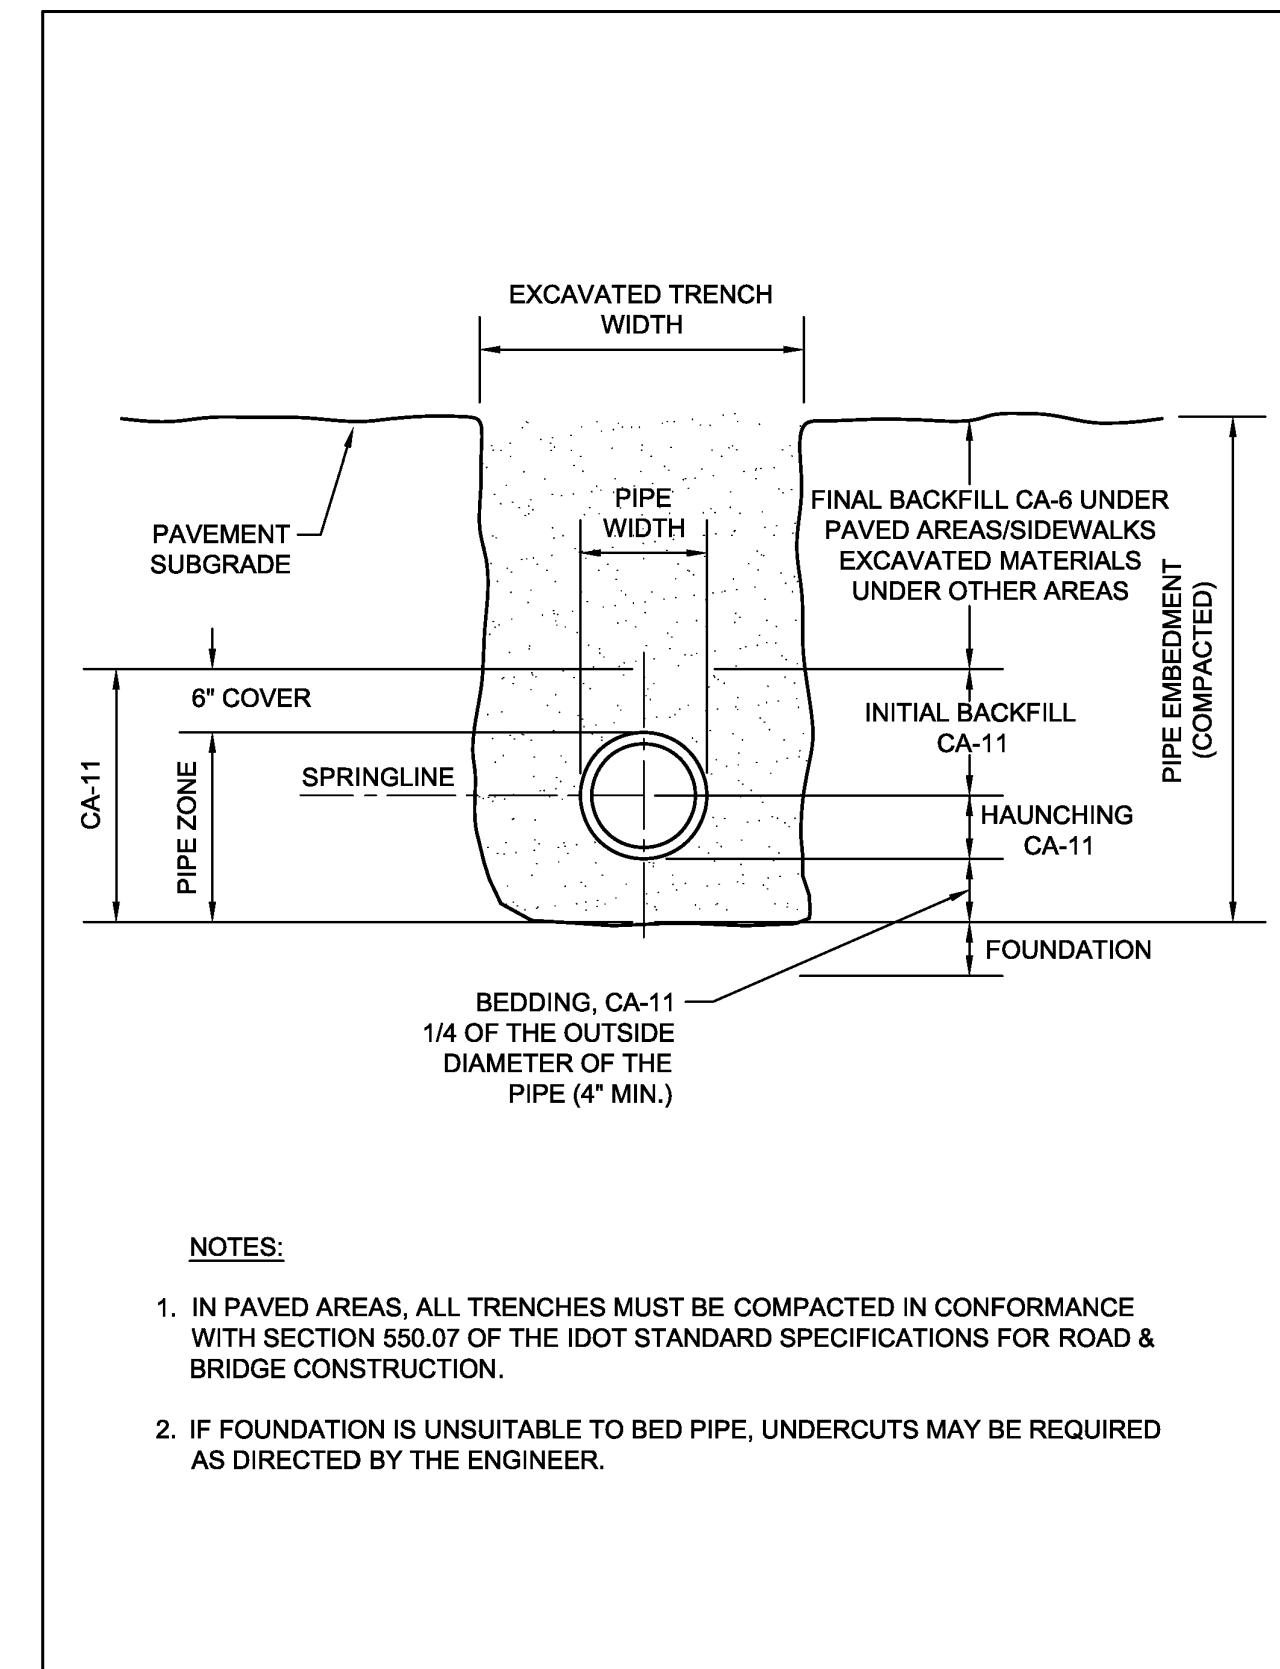 EXCAVATED TRENCH
WIDTH
PIPE
WIDTH
FINAL BACKFILL CA-6 UNDER
PAVED AREAS/SIDEWALKS
EXCAVATED MATERIALS
UNDER OTHER AREAS
PAVEMENT
SUBGRADE
PIPE EMBEDMENT
(COMPACTED)
6" COVER
INITIAL BACKFILL
CA-11
CA-11
PIPE ZONE
SPRINGLINE
HAUNCHING
CA-11
FOUNDATION
BEDDING, CA-11
1/4 OF THE OUTSIDE
DIAMETER OF THE
PIPE (4" MIN.)
NOTES:
1. IN PAVED AREAS, ALL TRENCHES MUST BE COMPACTED IN CONFORMANCE
WITH SECTION 550.07 OF THE IDOT STANDARD SPECIFICATIONS FOR ROAD &
BRIDGE CONSTRUCTION.
2. IF FOUNDATION IS UNSUITABLE TO BED PIPE, UNDERCUTS MAY BE REQUIRED
AS DIRECTED BY THE ENGINEER.